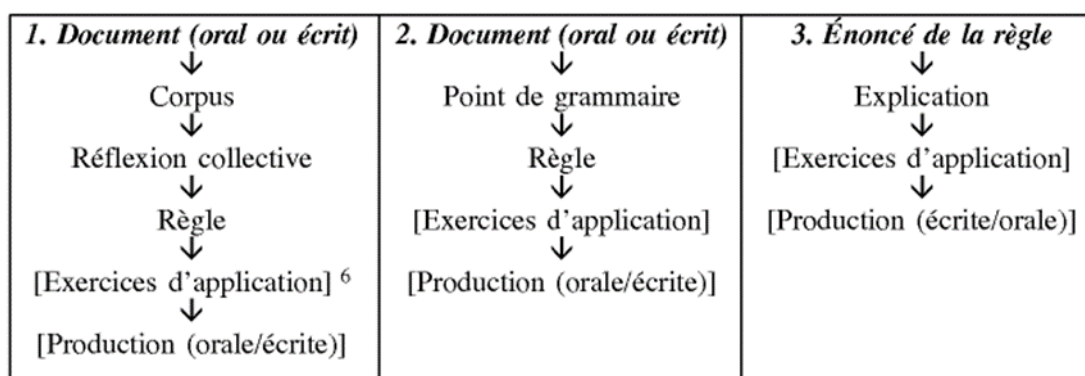 1. Document (oral ou écrit)
↓
Corpus
↓
Réflexion collective
↓
Règle
↓
[Exercices d'application] 6
↓
[Production (orale/écrite)]
2. Document (oral ou écrit)
↓
Point de grammaire
↓
Règle
↓
[Exercices d'application]
↓
[Production (orale/écrite)]
3. Énoncé de la règle
↓
Explication
↓
[Exercices d'application]
↓
[Production (écrite/orale)]